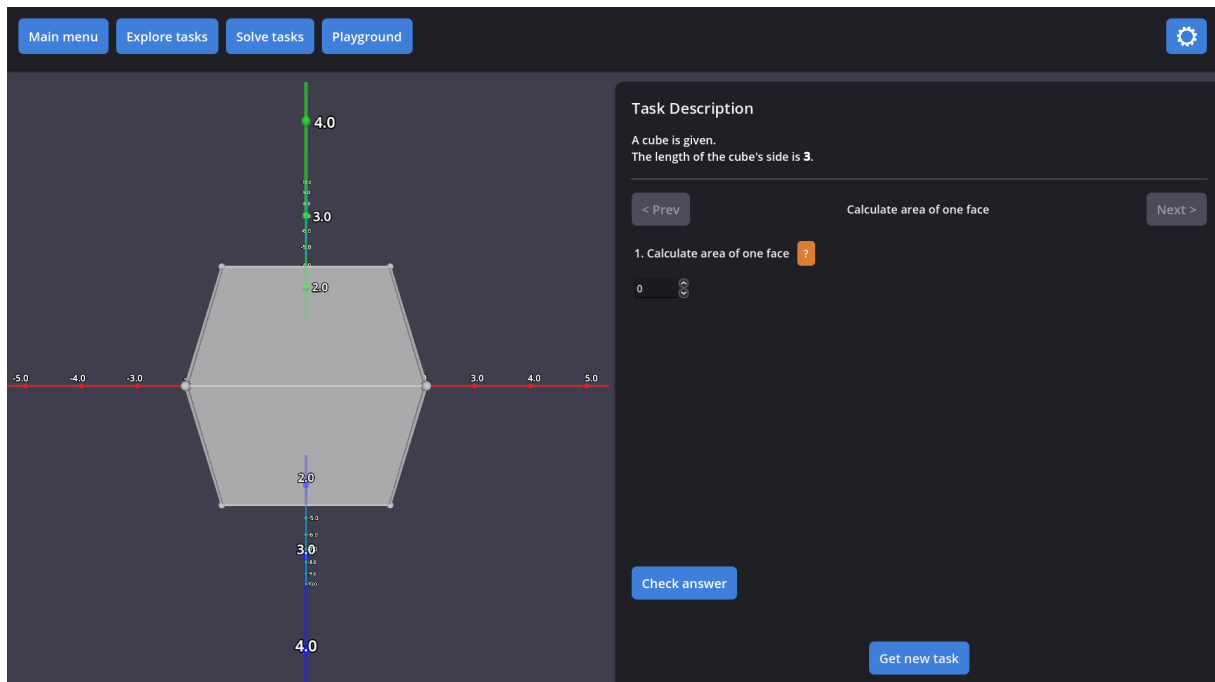 Main menu
Explore tasks
Solve tasks
Playground
4.0
3.0
2.0
-5.0 -4.0 -3.0 3.0 4.0 5.0
2.0
3.0
4.0
Task Description
A cube is given.
The length of the cube's side is 3.
< Prev
Calculate area of one face
Next >
1. Calculate area of one face ?
0
Check answer
Get new task